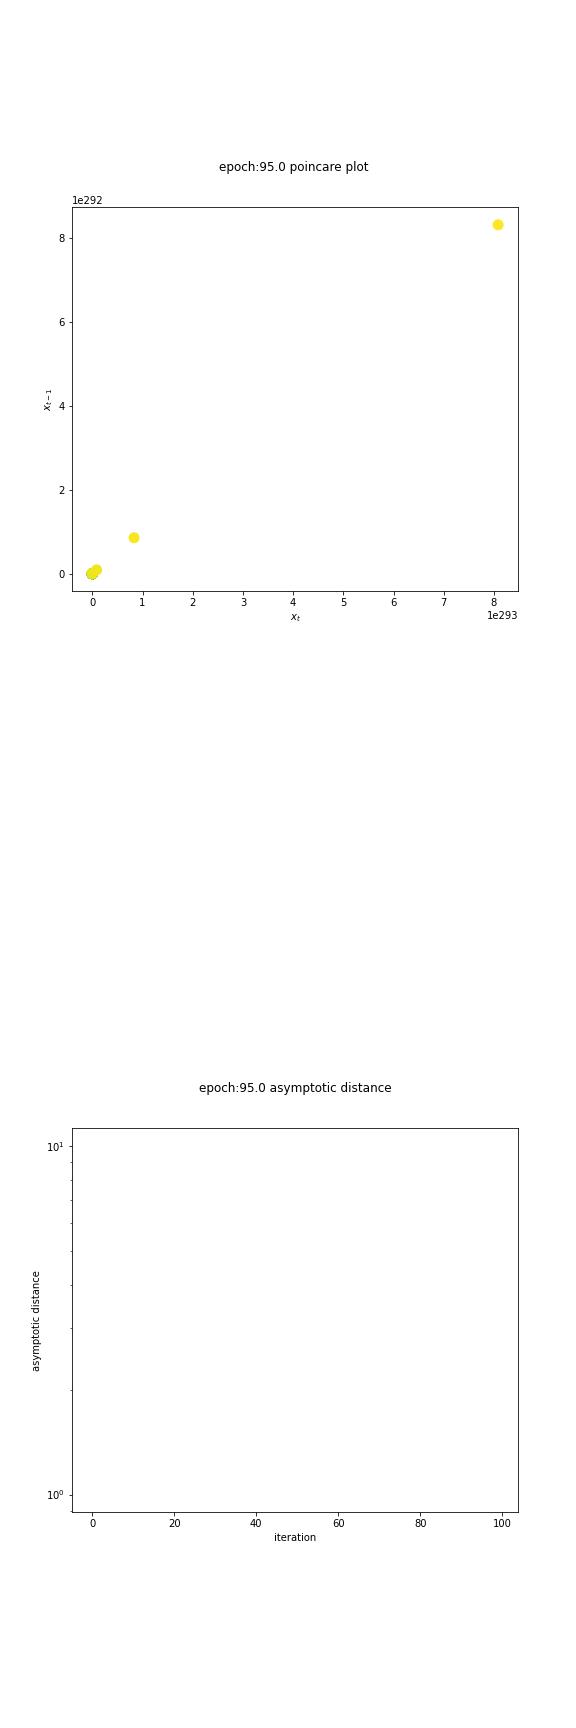 epoch:95.0 poincare plot
1e292
8
6
4
2
0
x_{t-1}
0 1 2 3 4 5 6 7 8
1e293
x_t
epoch:95.0 asymptotic distance
10^1
10^0
asymptotic distance
0 20 40 60 80 100
iteration